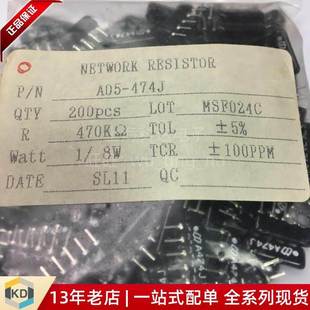 正品保证
NETWORK RESISTOR
P/N A05-474J
QTY 200pcs LOT MSF024C
R 470KΩ TOL ±5%
Watt 1/8W TCR ±100PPM
DATE SL11 QC
A474J
KD
13年老店 | 一站式配单 全系列现货